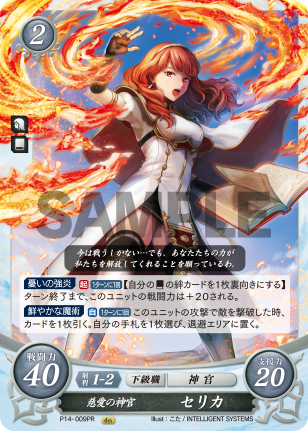 2
SAMPLE
今は戦うしかない…でも、あなたたちの力が
私たちを解放してくれることを願っているわ。
憂いの強炎 起 1ターンに1回 【自分の の絆カードを1枚裏向きにする】
ターン終了まで、このユニットの戦闘力は+20される。
鮮やかな魔術 自 1ターンに1回 このユニットの攻撃で敵を撃破した時、
カードを1枚引く。自分の手札を1枚選び、退避エリアに置く。
戦闘力 40
射程 1-2 下級職 神官
支援力 20
慈愛の神官 セリカ
P14-009PR Illust:こた / INTELLIGENT SYSTEMS